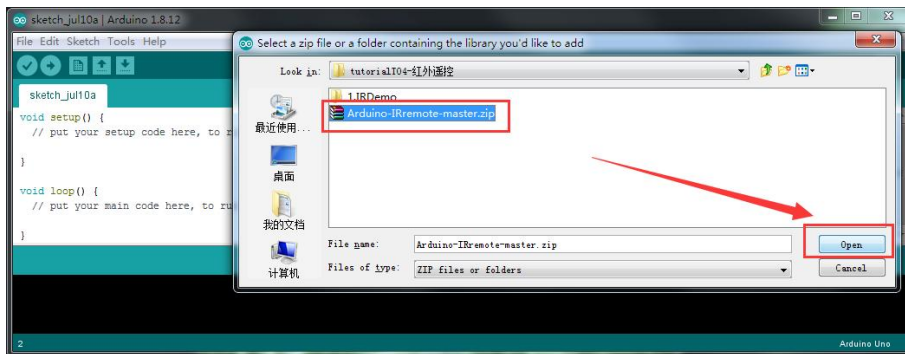 sketch_jul10a | Arduino 1.8.12
File Edit Sketch Tools Help
sketch_jul10a
void setup() {
// put your setup code here, to r
}
void loop() {
// put your main code here, to ru
}
Select a zip file or a folder containing the library you'd like to add
Look in:
tutorialT04-红外遥控
1.IRDemo
Arduino-IRremote-master.zip
最近使用...
桌面
我的文档
计算机
File name:
Arduino-IRremote-master.zip
Open
Files of type:
ZIP files or folders
Cancel
2
Arduino Uno